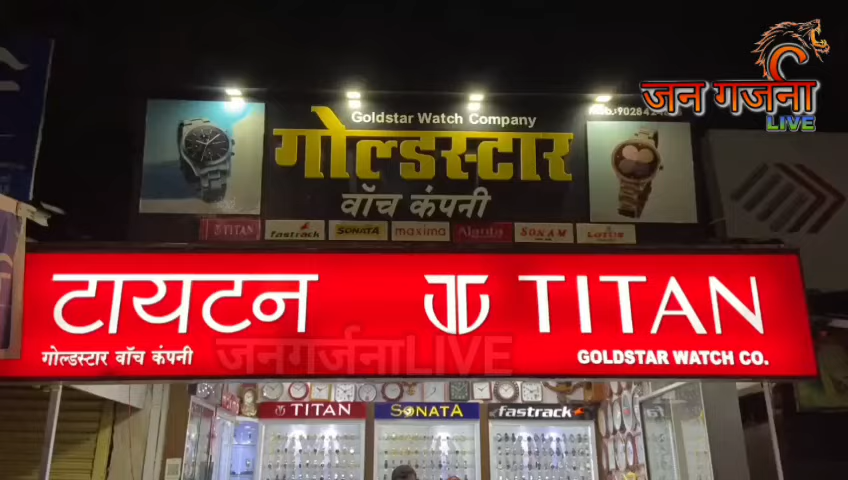 जन गर्जना
LIVE
Goldstar Watch Company
गोल्डस्टार
वॉच कंपनी
TITAN
fastrack
SONATA
maxima
SONAM
LOTUS
टायटन
TITAN
गोल्डस्टार वॉच कंपनी
GOLDSTAR WATCH CO.
जनगर्जनाLIVE
TITAN
SONATA
fastrack